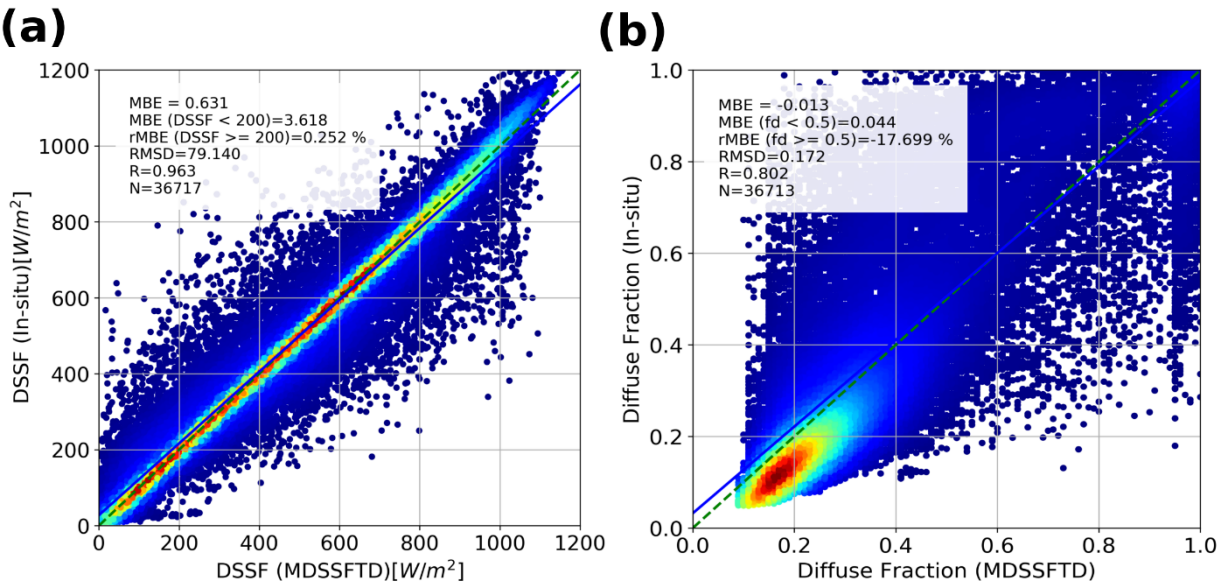 (a)
1200
1000
800
600
400
200
0
DSSF (In-situ)[W/m²]
MBE = 0.631
MBE (DSSF < 200)=3.618
rMBE (DSSF >= 200)=0.252 %
RMSD=79.140
R=0.963
N=36717
0 200 400 600 800 1000 1200
DSSF (MDSSFTD)[W/m²]
(b)
1.0
0.8
0.6
0.4
0.2
0.0
Diffuse Fraction (In-situ)
MBE = -0.013
MBE (fd < 0.5)=0.044
rMBE (fd >= 0.5)=-17.699 %
RMSD=0.172
R=0.802
N=36713
0.0 0.2 0.4 0.6 0.8 1.0
Diffuse Fraction (MDSSFTD)